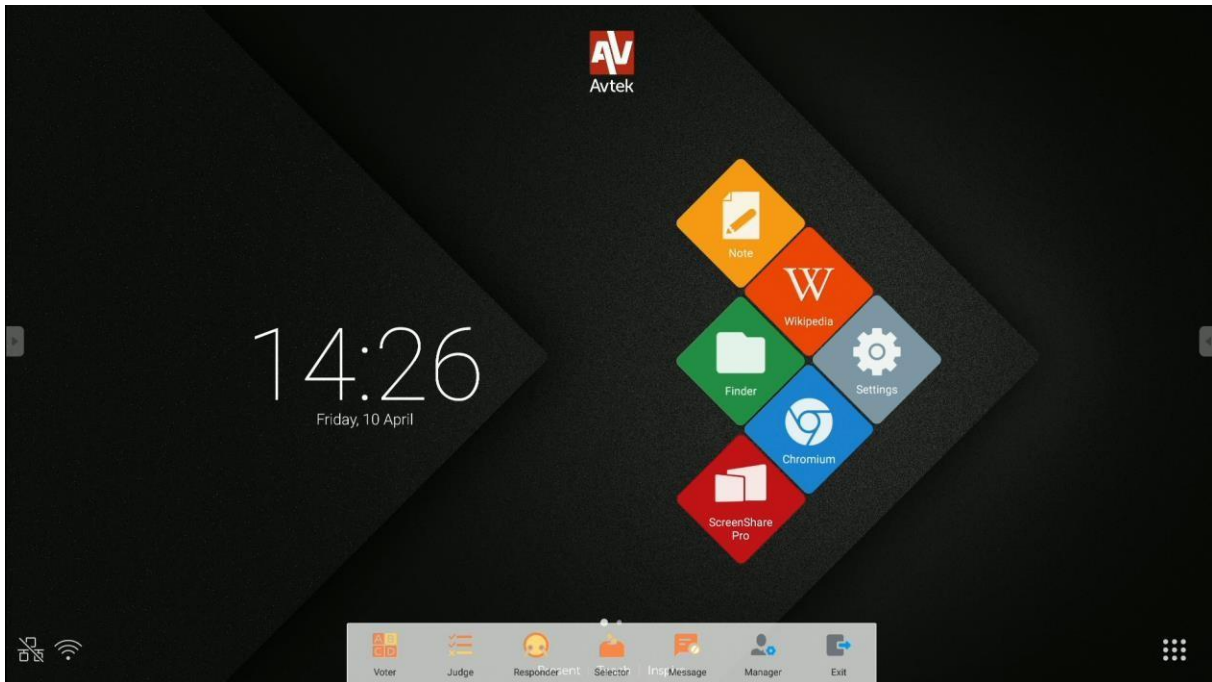 AV
Avtek
Note
W
Wikipedia
14:26
Friday, 10 April
Finder
Settings
Chromium
ScreenShare
Pro
A B
C D
Voter
Judge
Responder
Selector
Message
Manager
Exit